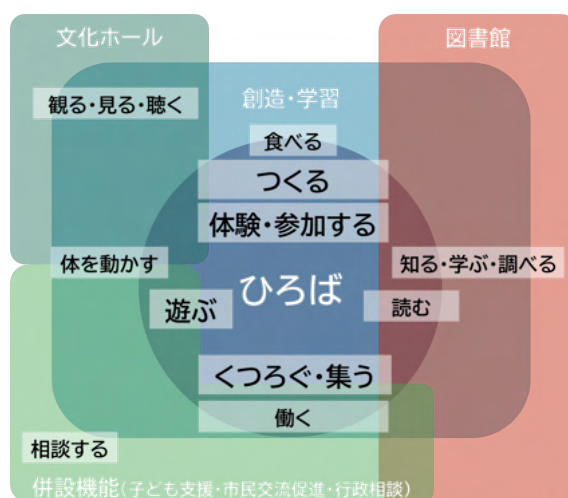 文化ホール
図書館
観る・見る・聴く
創造・学習
食べる
つくる
体験・参加する
体を動かす
知る・学ぶ・調べる
ひろば
遊ぶ
読む
くつろぐ・集う
働く
相談する
併設機能(子ども支援・市民交流促進・行政相談)